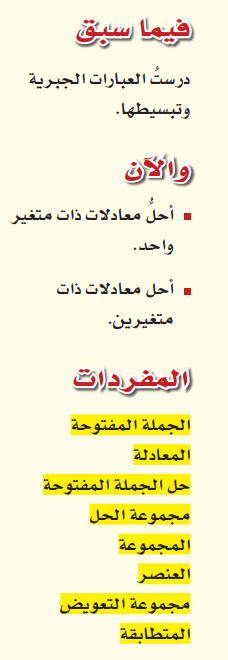 فيما سبق
درستُ العبارات الجبرية
وتبسيطها.
والآن
أحلُّ معادلات ذات متغير
واحد.
أحل معادلات ذات
متغيرين.
المفردات
الجملة المفتوحة
المعادلة
حل الجملة المفتوحة
مجموعة الحل
المجموعة
العنصر
مجموعة التعويض
المتطابقة